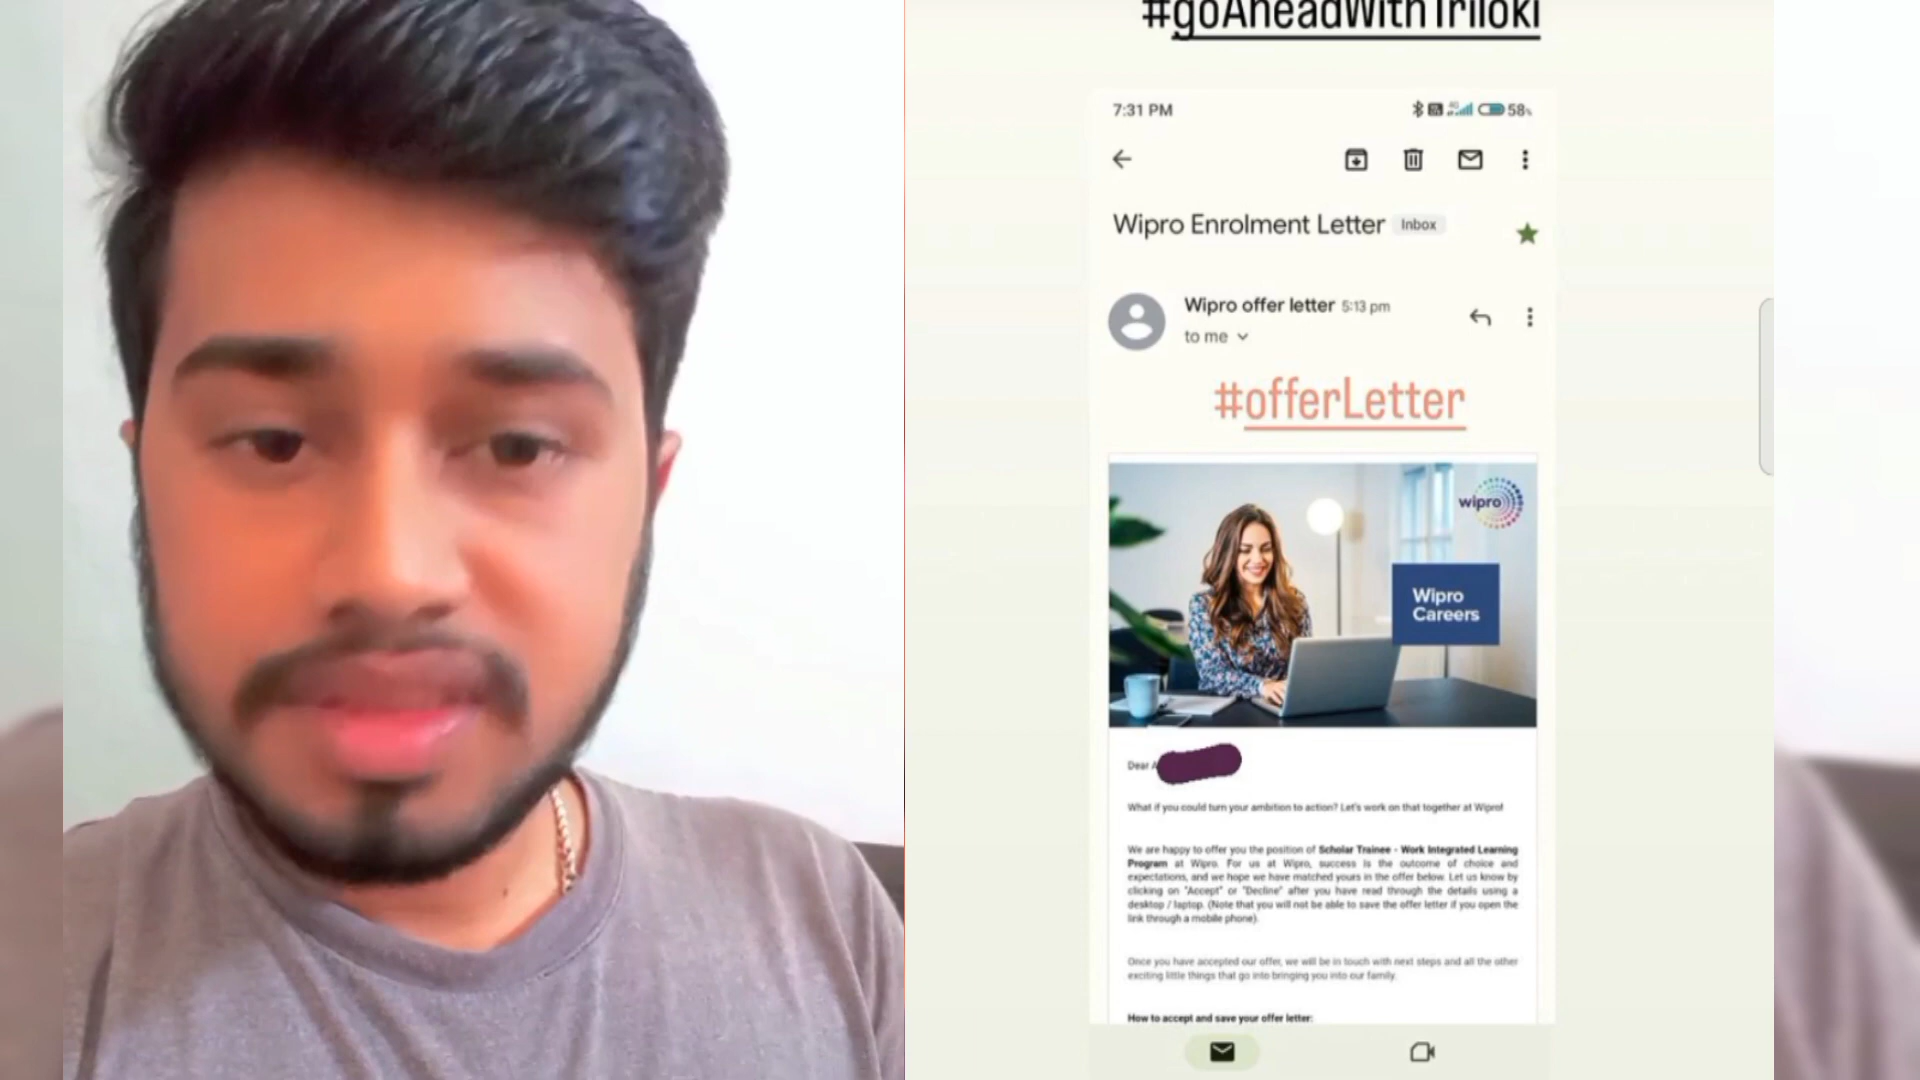 #goAheadWithTriloki
7:31 PM
4G
58%
Wipro Enrolment Letter Inbox
Wipro offer letter 5:13 pm
to me
#offerLetter
wipro
Wipro
Careers
Dear A
What if you could turn your ambition to action? Let's work on that together at Wipro!
We are happy to offer you the position of Scholar Trainee - Work Integrated Learning
Program at Wipro. For us at Wipro, success is the outcome of choice and
expectations, and we hope we have matched yours in the offer below. Let us know by
clicking on "Accept" or "Decline" after you have read through the details using a
desktop / laptop. (Note that you will not be able to save the offer letter if you open the
link through a mobile phone).
Once you have accepted our offer, we will be in touch with next steps and all the other
exciting little things that go into bringing you into our family.
How to accept and save your offer letter: